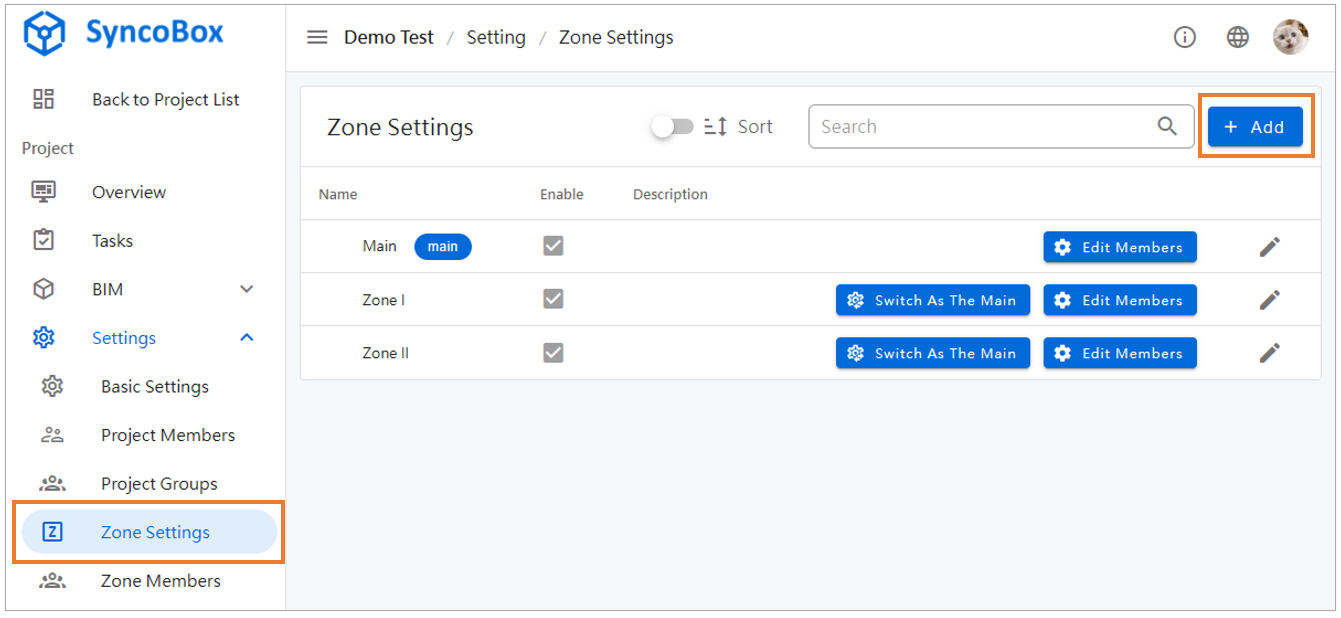 SyncoBox
Demo Test / Setting / Zone Settings
Back to Project List
Project
Overview
Tasks
BIM
Settings
Basic Settings
Project Members
Project Groups
Z Zone Settings
Zone Members
Zone Settings
Sort
Search
+ Add
Name Enable Description
Main main Edit Members
Zone I Switch As The Main Edit Members
Zone II Switch As The Main Edit Members